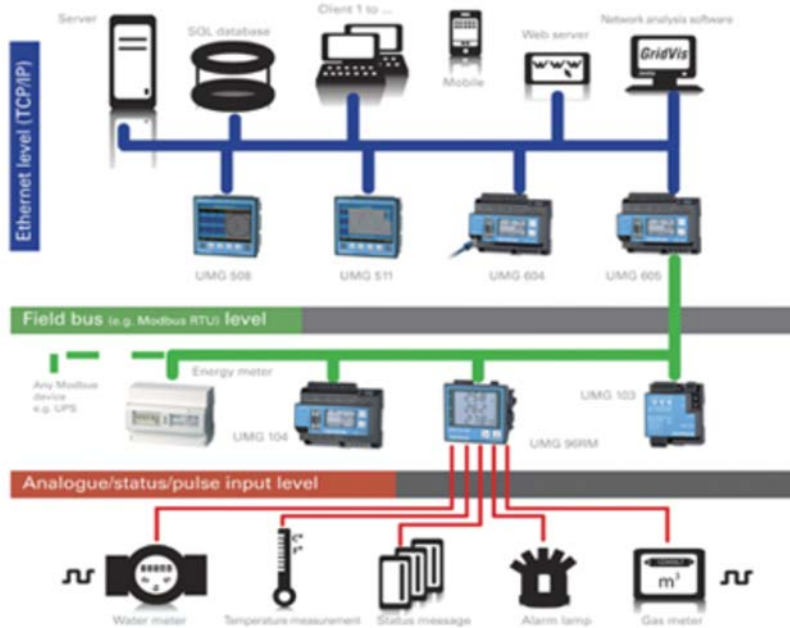 Server
SQL database
Client 1 to ...
Mobile
Web server
Network analysis software
WWW
GridVis
Ethernet level (TCP/IP)
UMG 508
UMG 511
UMG 604
UMG 605
Field bus (e.g. Modbus RTU) level
Any Modbus
device
e.g. UPS
Energy meter
UMG 104
UMG 96RM
UMG 103
Analogue/status/pulse input level
C°
F°
m³
Water meter
Temperature measurement
Status message
Alarm lamp
Gas meter